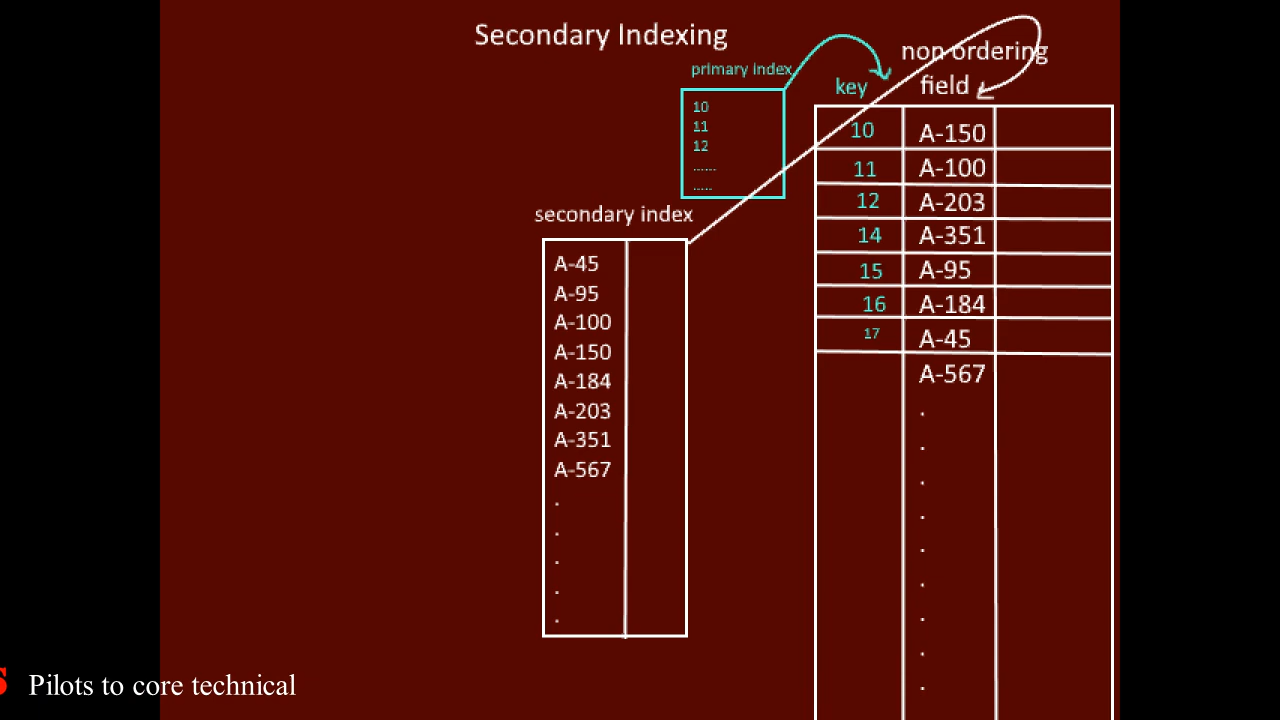 Secondary Indexing
primary index
10
11
12
......
.....
secondary index
A-45
A-95
A-100
A-150
A-184
A-203
A-351
A-567
.
.
.
.
.
key
non ordering
field
10 A-150
11 A-100
12 A-203
14 A-351
15 A-95
16 A-184
17 A-45
A-567
.
.
.
.
.
.
.
.
.
S Pilots to core technical